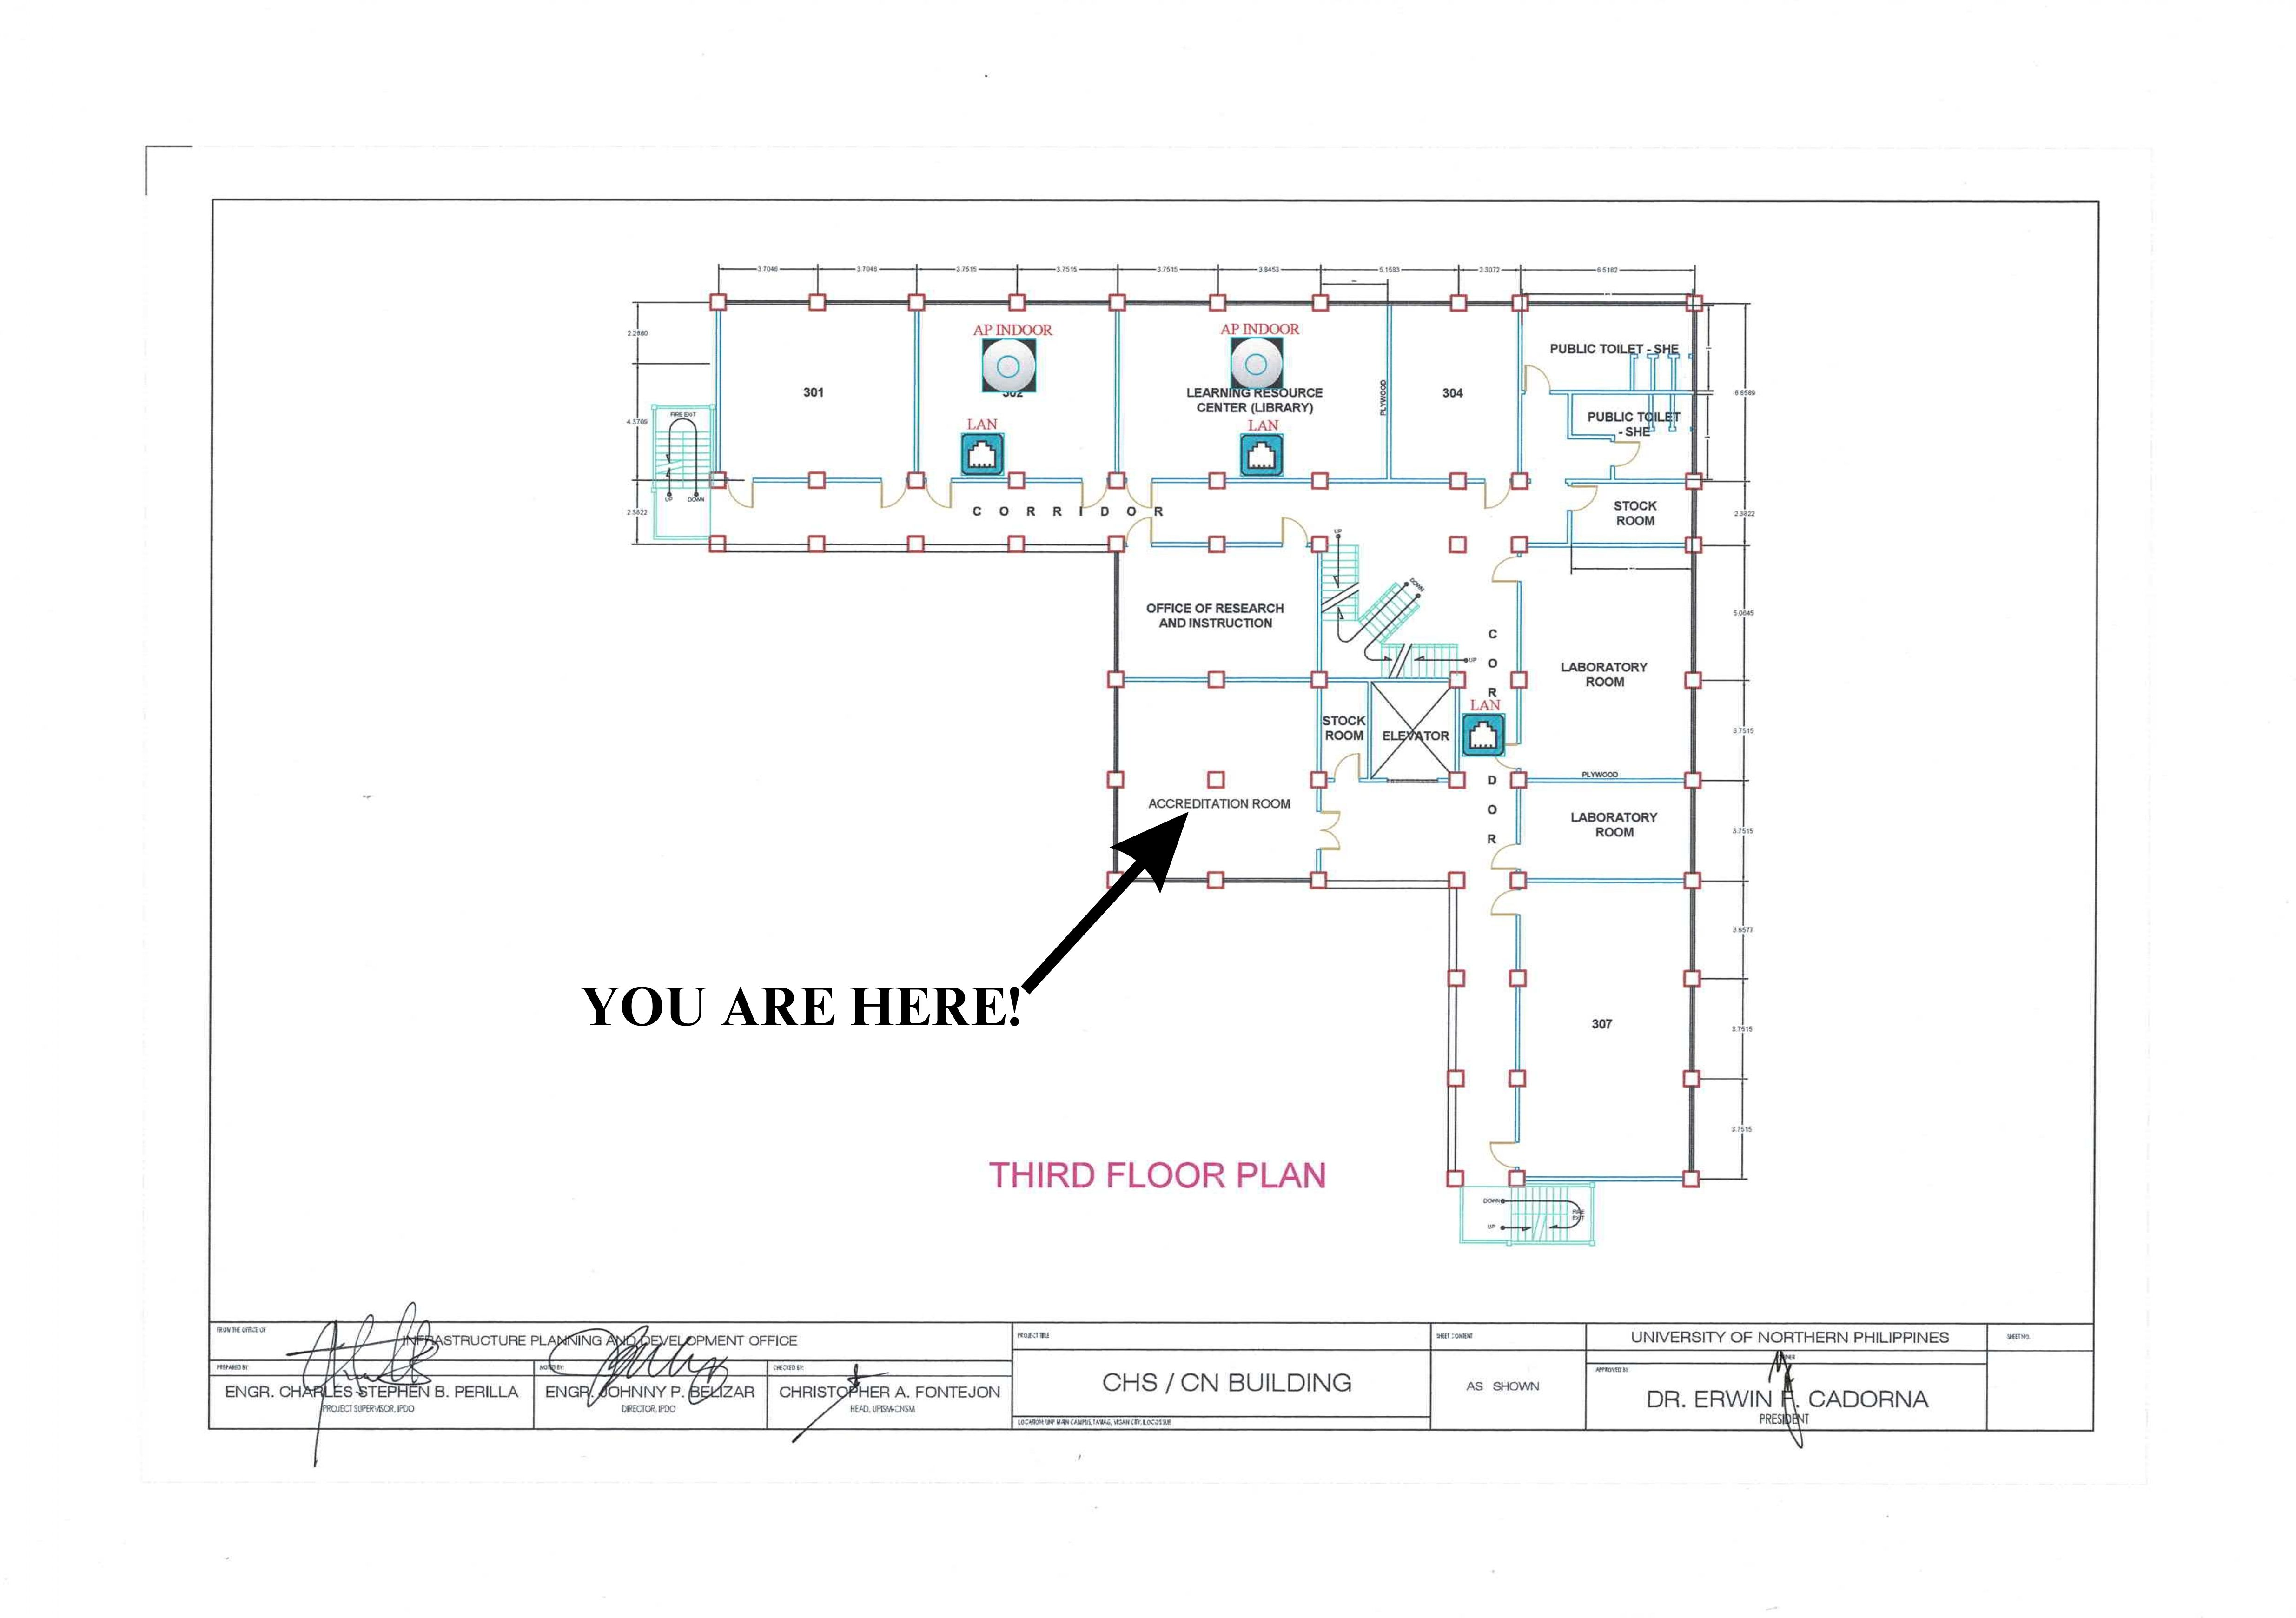 3.7046 3.7046 3.7515 3.7515 3.7515 3.8453 5.1583 2.3072 6.5182
2.2880
4.3709
2.3822
AP INDOOR
AP INDOOR
PUBLIC TOILET - SHE
301
302
LEARNING RESOURCE
CENTER (LIBRARY)
PLYWOOD
304
6.6589
PUBLIC TOILET
- SHE
FIRE EXIT
LAN
LAN
UP DOWN
STOCK
ROOM
2.3822
CORRIDOR
UP
DOWN
UP
OFFICE OF RESEARCH
AND INSTRUCTION
5.0645
C
O
R
LAN
D
O
R
LABORATORY
ROOM
STOCK
ROOM
ELEVATOR
3.7515
PLYWOOD
ACCREDITATION ROOM
LABORATORY
ROOM
3.7515
3.6577
YOU ARE HERE!
307
3.7515
3.7515
THIRD FLOOR PLAN
DOWN
UP
FIRE
EXIT
FROM THE OFFICE OF
INFRASTRUCTURE PLANNING AND DEVELOPMENT OFFICE
PREPARED BY:
ENGR. CHARLES STEPHEN B. PERILLA
PROJECT SUPERVISOR, IPDO
NOTED BY:
ENGR. JOHNNY P. BELIZAR
DIRECTOR, IPDO
CHECKED BY:
CHRISTOPHER A. FONTEJON
HEAD, UPISM-CNSM
PROJECT TITLE
CHS / CN BUILDING
LOCATION: UNP MAIN CAMPUS, TAMAG, VIGAN CITY, ILOCOS SUR
SHEET CONTENT
AS SHOWN
UNIVERSITY OF NORTHERN PHILIPPINES
OWNER
APPROVED BY
DR. ERWIN F. CADORNA
PRESIDENT
SHEET NO.